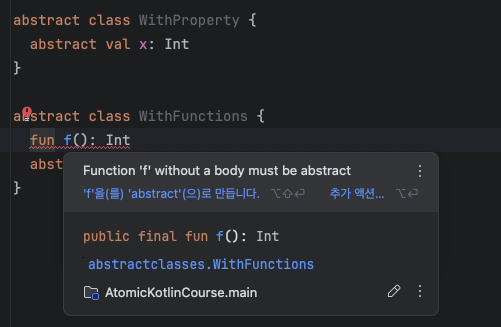 abstract class WithProperty {
abstract val x: Int
}
abstract class WithFunctions {
fun f(): Int
abs
}
Function 'f' without a body must be abstract
'f'을(를) 'abstract'(으)로 만듭니다. ⌥⇧⏎ 추가 액션... ⌥⏎
public final fun f(): Int
abstractclasses.WithFunctions
AtomicKotlinCourse.main